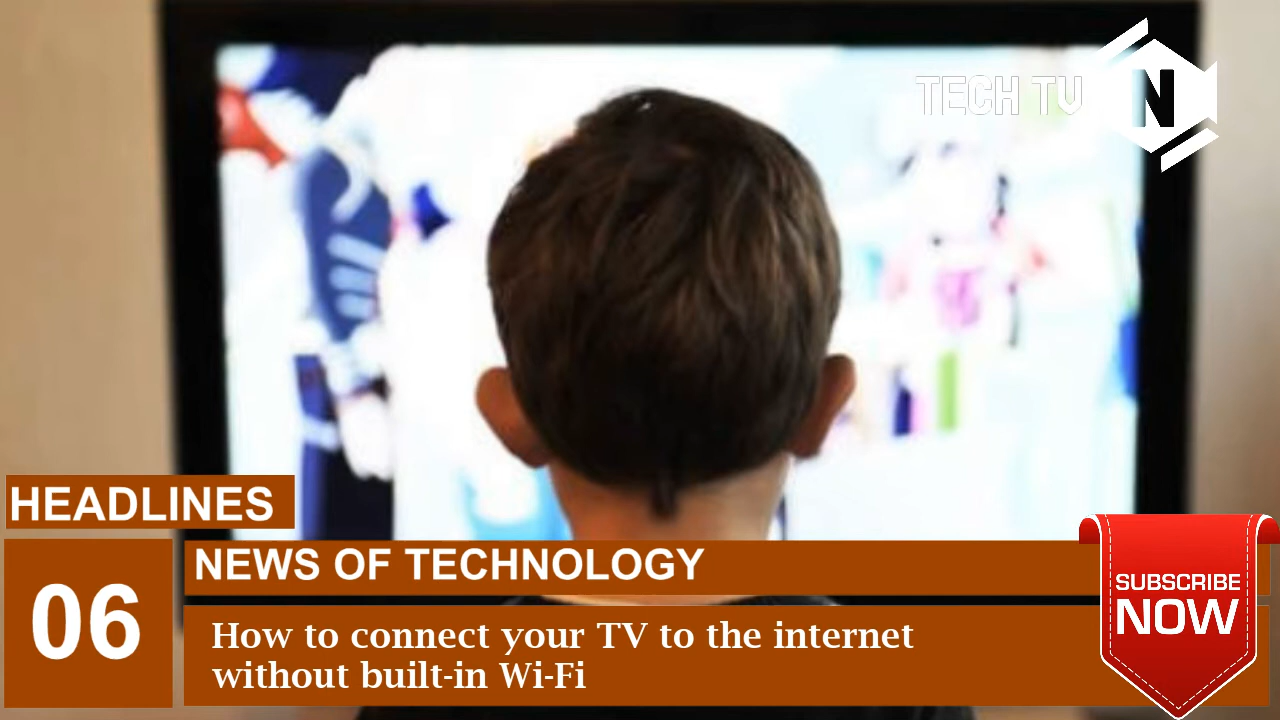 TECH TV N
HEADLINES
06
NEWS OF TECHNOLOGY
How to connect your TV to the internet
without built-in Wi-Fi
SUBSCRIBE
NOW